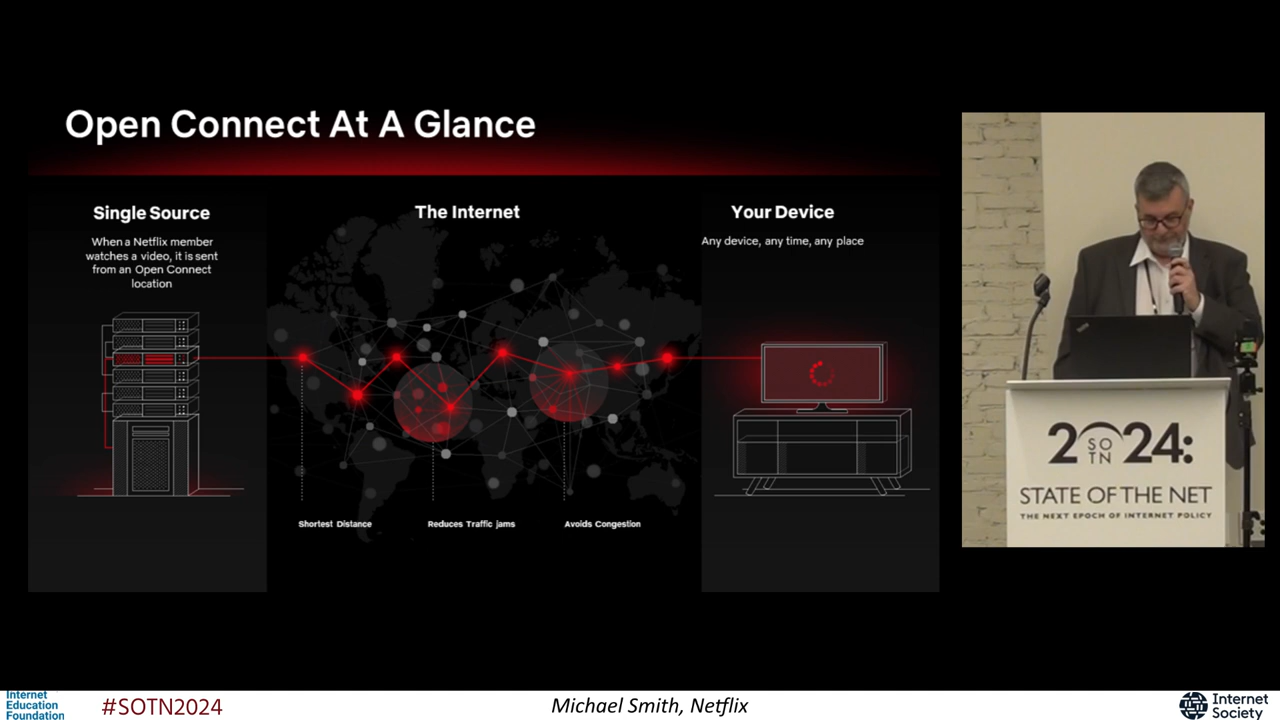 Open Connect At A Glance
Single Source
When a Netflix member
watches a video, it is sent
from an Open Connect
location
The Internet
Shortest Distance
Reduces Traffic jams
Avoids Congestion
Your Device
Any device, any time, any place
2024:
SO
TN
STATE OF THE NET
THE NEXT EPOCH OF INTERNET POLICY
Internet
Education
Foundation
#SOTN2024
Michael Smith, Netflix
Internet
Society